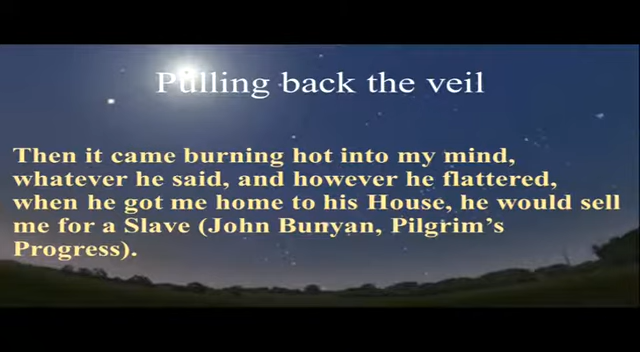 Pulling back the veil
Then it came burning hot into my mind,
whatever he said, and however he flattered,
when he got me home to his House, he would sell
me for a Slave (John Bunyan, Pilgrim's
Progress).